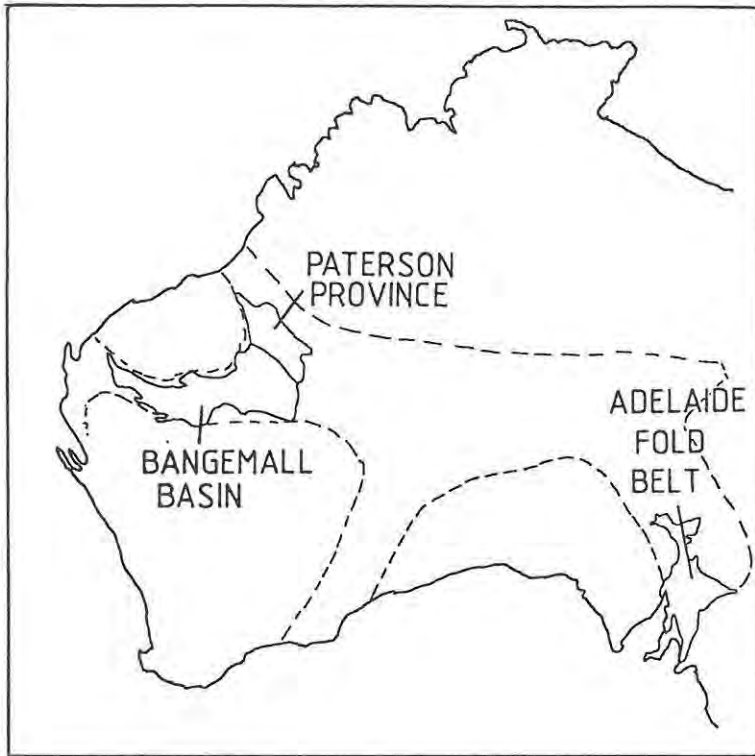 PATERSON
PROVINCE
ADELAIDE
FOLD
BELT
BANGEMALL
BASIN